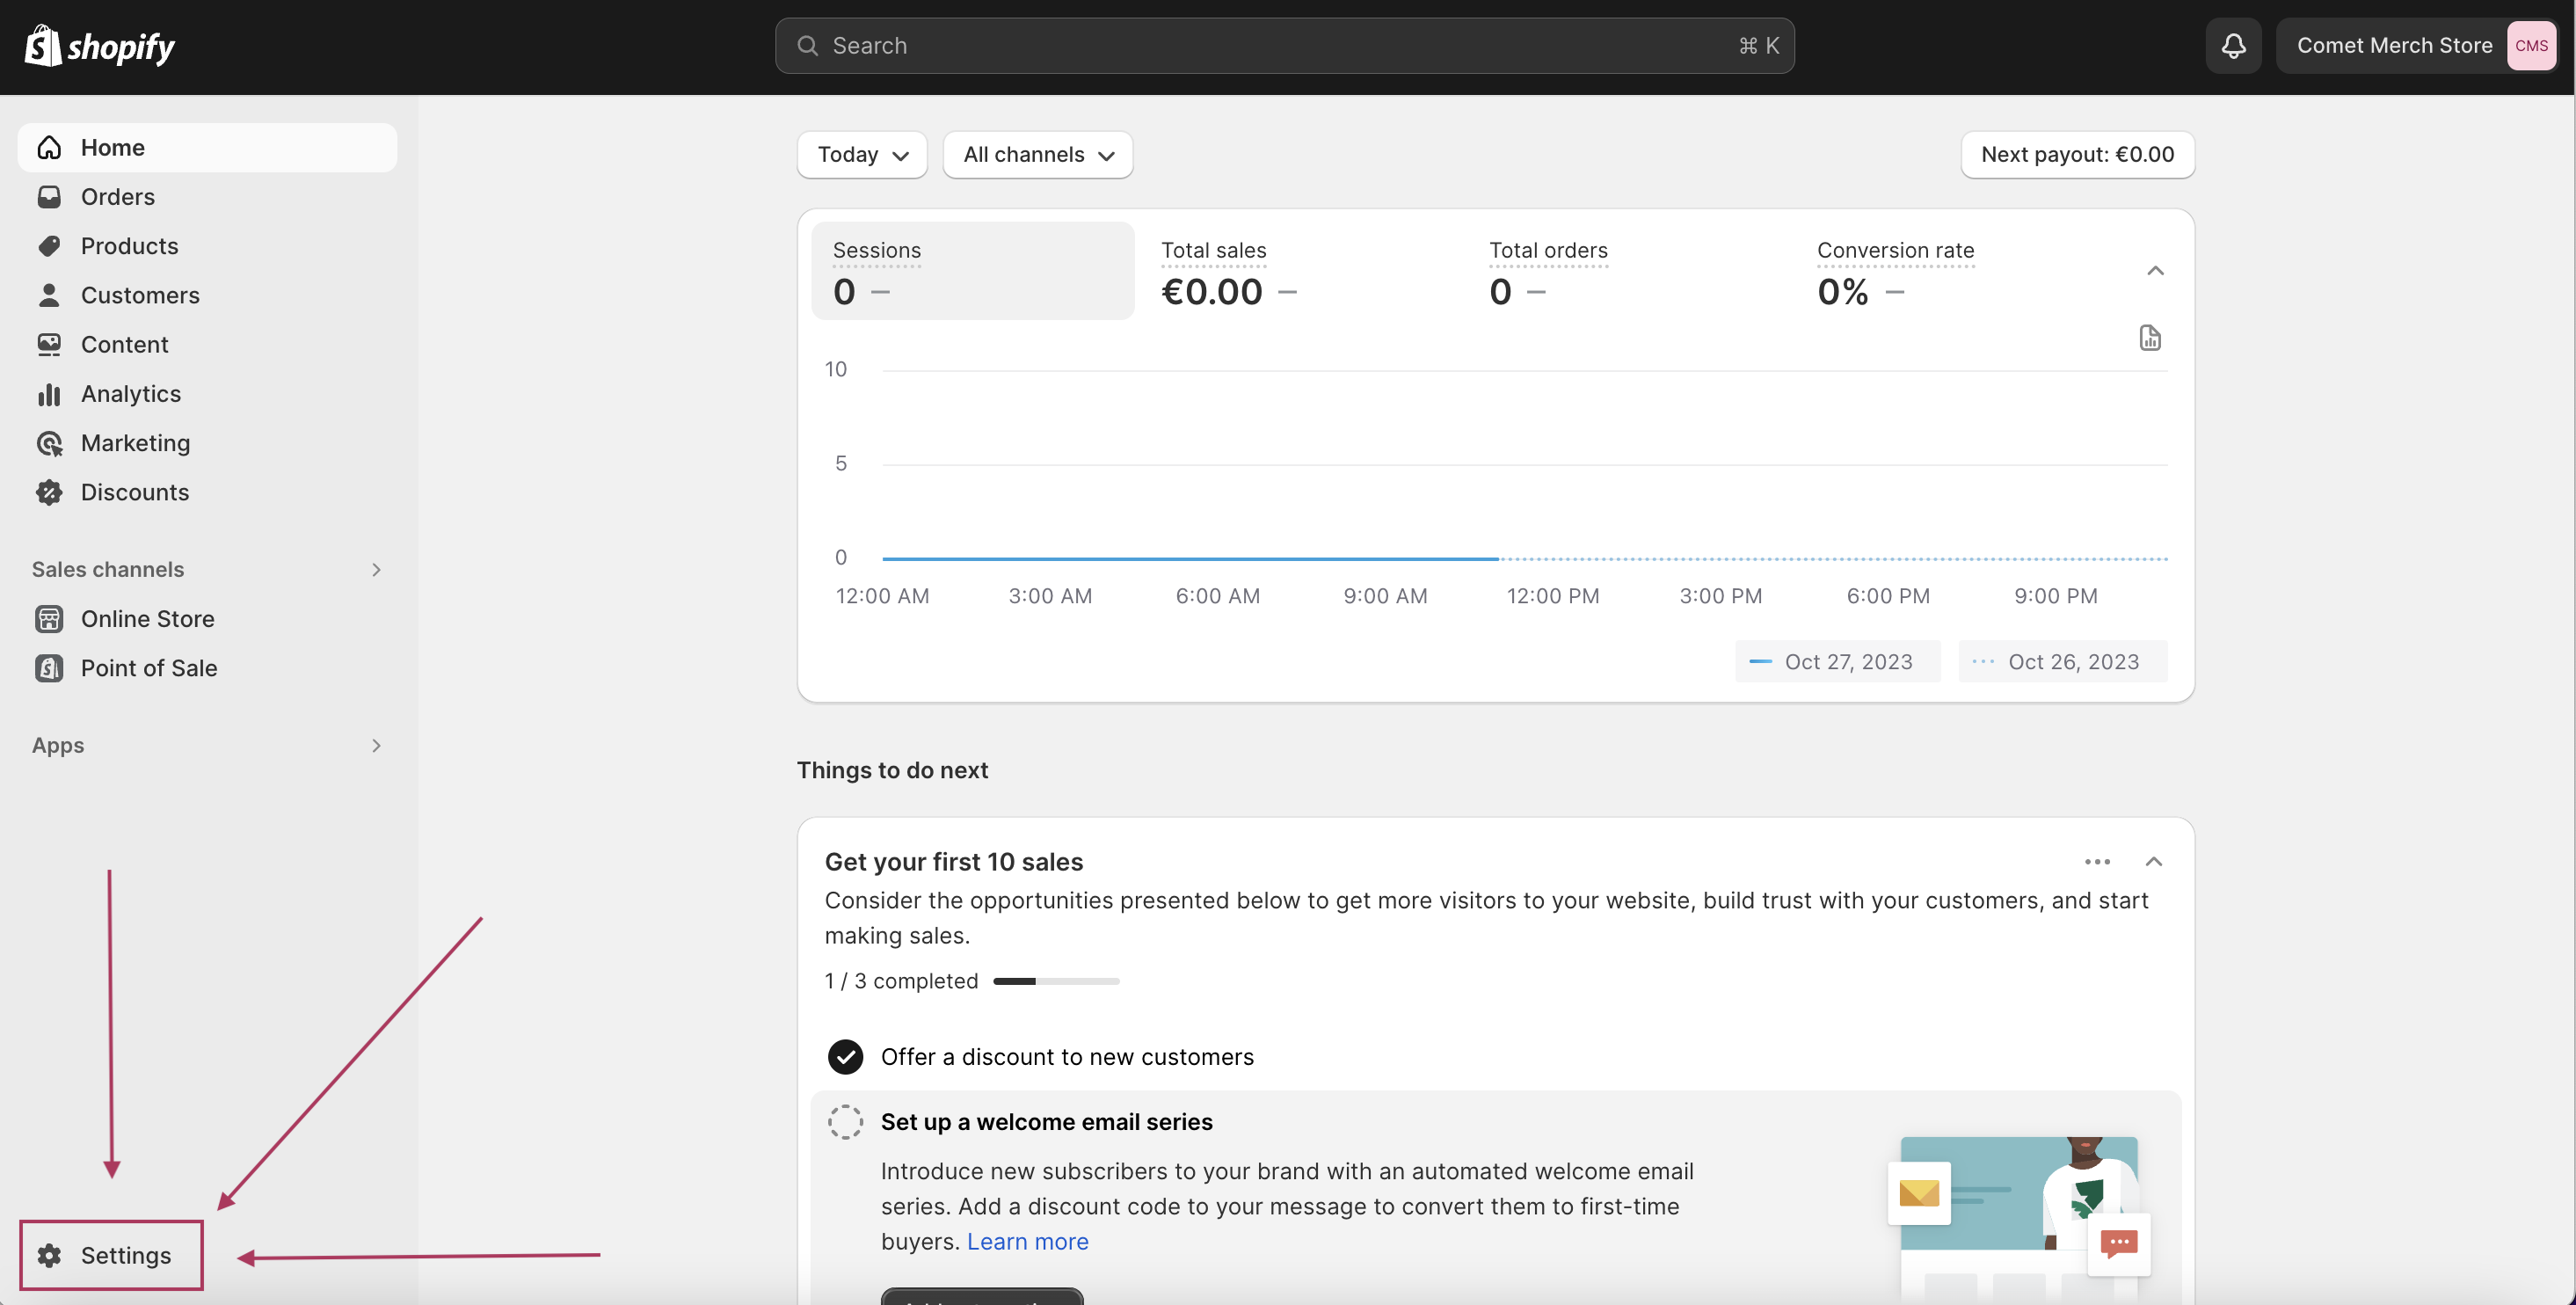 shopify
Search
⌘ K
Comet Merch Store
CMS
Home
Orders
Products
Customers
Content
Analytics
Marketing
Discounts
Sales channels
Online Store
Point of Sale
Apps
Settings
Today
All channels
Next payout: €0.00
Sessions
0 –
Total sales
€0.00 –
Total orders
0 –
Conversion rate
0% –
10
5
0
12:00 AM
3:00 AM
6:00 AM
9:00 AM
12:00 PM
3:00 PM
6:00 PM
9:00 PM
Oct 27, 2023
Oct 26, 2023
Things to do next
Get your first 10 sales
Consider the opportunities presented below to get more visitors to your website, build trust with your customers, and start
making sales.
1 / 3 completed
Offer a discount to new customers
Set up a welcome email series
Introduce new subscribers to your brand with an automated welcome email
series. Add a discount code to your message to convert them to first-time
buyers. Learn more